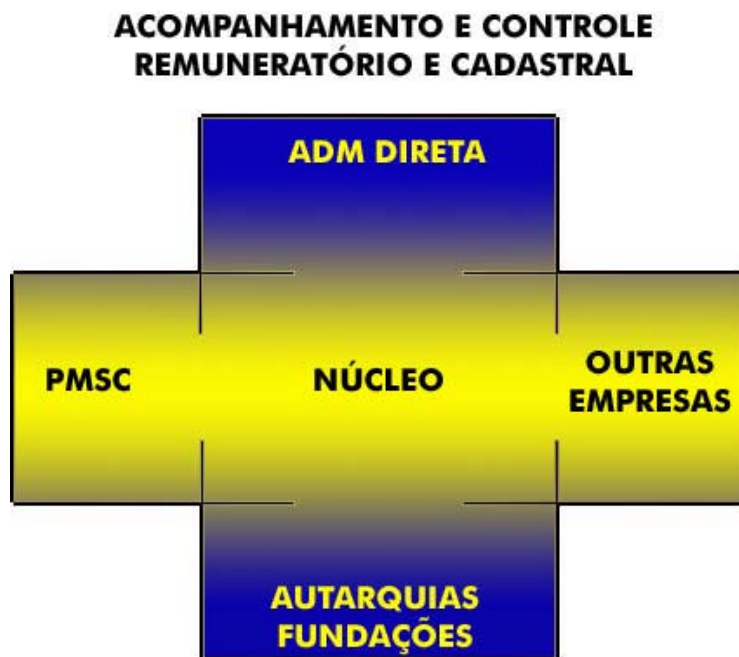 ACOMPANHAMENTO E CONTROLE
REMUNERATÓRIO E CADASTRAL
ADM DIRETA
PMSC
NÚCLEO
OUTRAS
EMPRESAS
AUTARQUIAS
FUNDAÇÕES